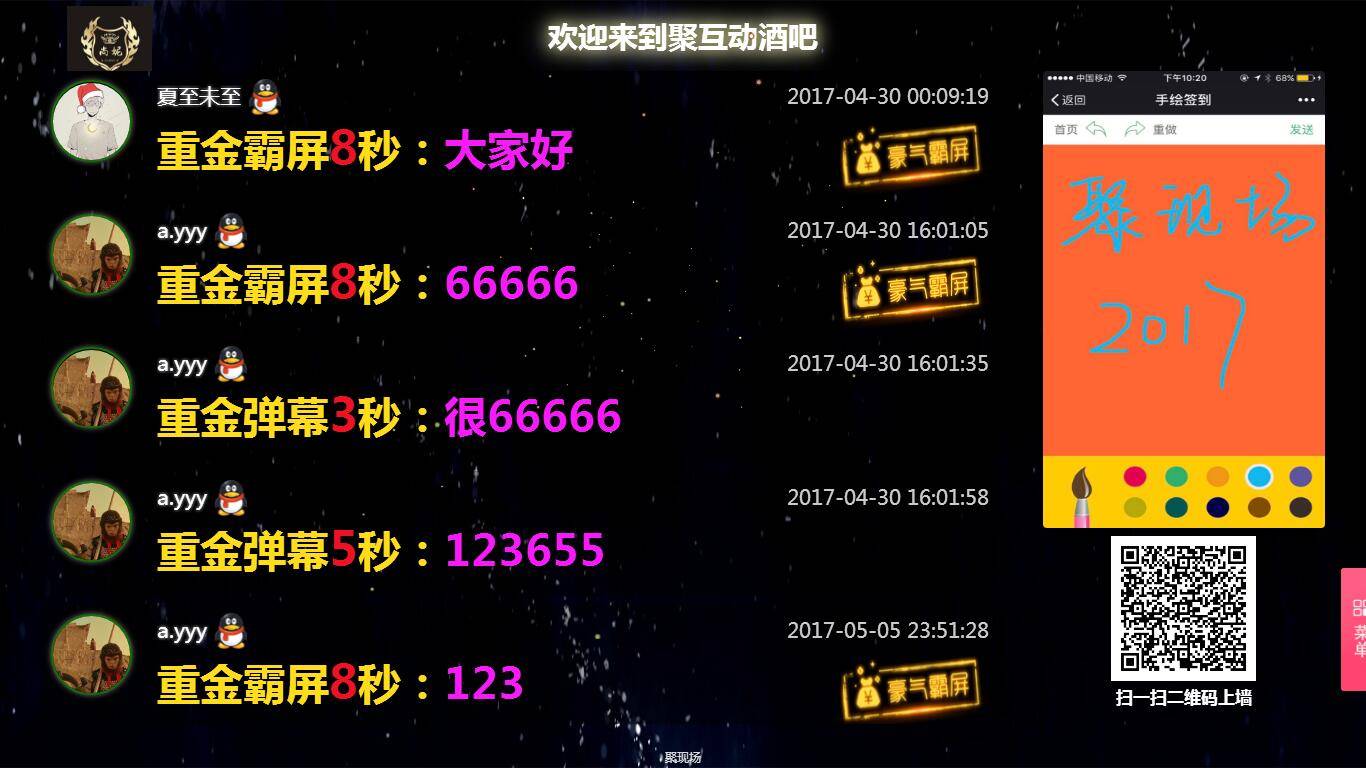 尚妮
欢迎来到聚互动酒吧
夏至未至
2017-04-30 00:09:19
重金霸屏8秒：大家好
豪气霸屏
a.yyy
2017-04-30 16:01:05
重金霸屏8秒：66666
豪气霸屏
a.yyy
2017-04-30 16:01:35
重金弹幕3秒：很66666
a.yyy
2017-04-30 16:01:58
重金弹幕5秒：123655
a.yyy
2017-05-05 23:51:28
重金霸屏8秒：123
豪气霸屏
中国移动 下午10:20 68%
返回 手绘签到
首页 重做 发送
聚现场
2017
扫一扫二维码上墙
菜单
聚现场